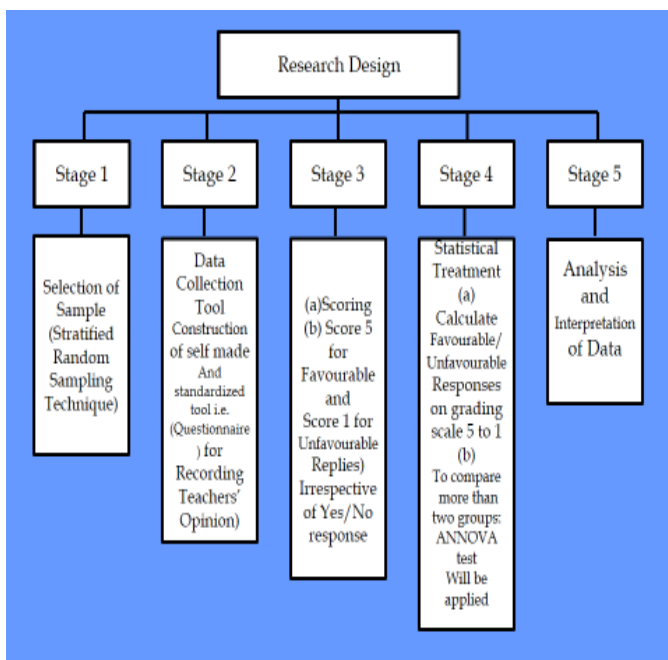 Research Design
Stage 1
Stage 2
Stage 3
Stage 4
Stage 5
Selection of
Sample
(Stratified
Random
Sampling
Technique)
Data
Collection
Tool
Construction
of self made
And
standardized
tool i.e.
(Questionnaire
) for
Recording
Teachers'
Opinion)
(a)Scoring
(b) Score 5
for
Favourable
and
Score 1 for
Unfavourable
Replies)
Irrespective
of Yes/No
response
Statistical
Treatment
(a)
Calculate
Favourable/
Unfavourable
Responses
on grading
scale 5 to 1
(b)
To compare
more than
two groups:
ANNOVA
test
Will be
applied
Analysis
and
Interpretation
of Data